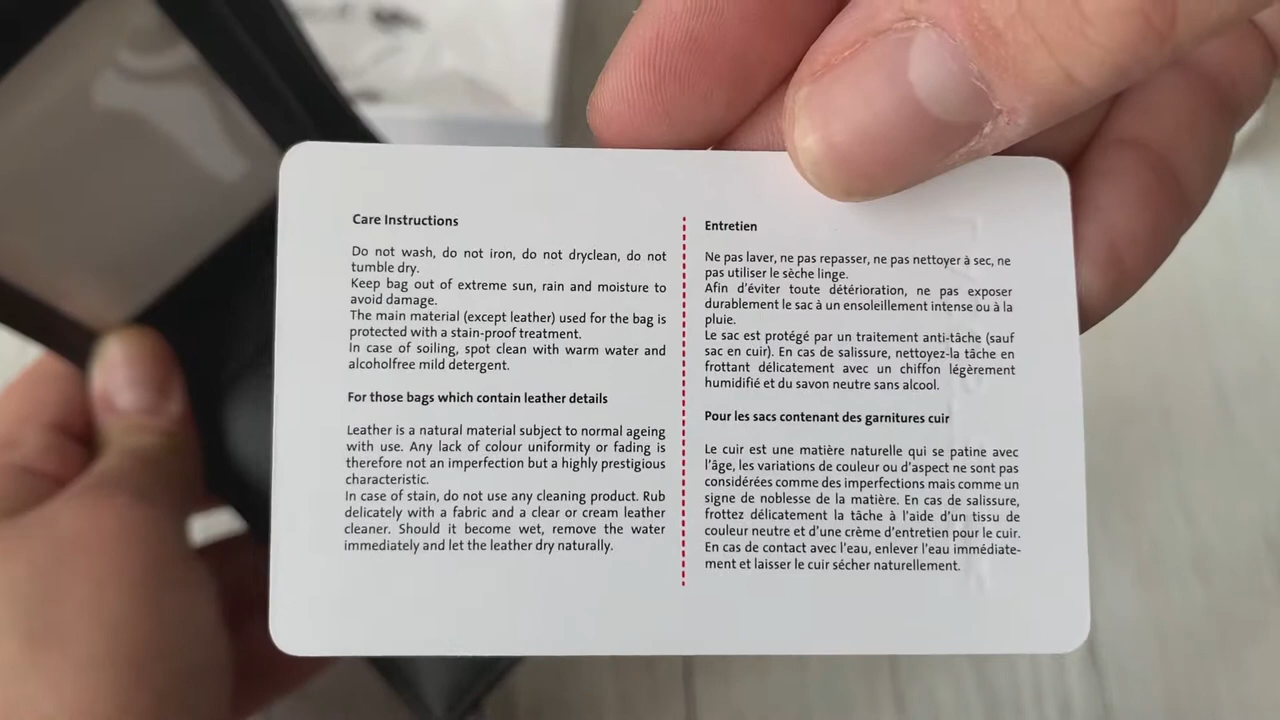 Care Instructions
Do not wash, do not iron, do not dryclean, do not
tumble dry.
Keep bag out of extreme sun, rain and moisture to
avoid damage.
The main material (except leather) used for the bag is
protected with a stain-proof treatment.
In case of soiling, spot clean with warm water and
alcoholfree mild detergent.
For those bags which contain leather details
Leather is a natural material subject to normal ageing
with use. Any lack of colour uniformity or fading is
therefore not an imperfection but a highly prestigious
characteristic.
In case of stain, do not use any cleaning product. Rub
delicately with a fabric and a clear or cream leather
cleaner. Should it become wet, remove the water
immediately and let the leather dry naturally.
Entretien
Ne pas laver, ne pas repasser, ne pas nettoyer à sec, ne
pas utiliser le sèche linge.
Afin d'éviter toute détérioration, ne pas exposer
durablement le sac à un ensoleillement intense ou à la
pluie.
Le sac est protégé par un traitement anti-tâche (sauf
sac en cuir). En cas de salissure, nettoyez-la tâche en
frottant délicatement avec un chiffon légèrement
humidifié et du savon neutre sans alcool.
Pour les sacs contenant des garnitures cuir
Le cuir est une matière naturelle qui se patine avec
l'âge, les variations de couleur ou d'aspect ne sont pas
considérées comme des imperfections mais comme un
signe de noblesse de la matière. En cas de salissure,
frottez délicatement la tâche à l'aide d'un tissu de
couleur neutre et d'une crème d'entretien pour le cuir.
En cas de contact avec l'eau, enlever l'eau immédiate-
ment et laisser le cuir sécher naturellement.